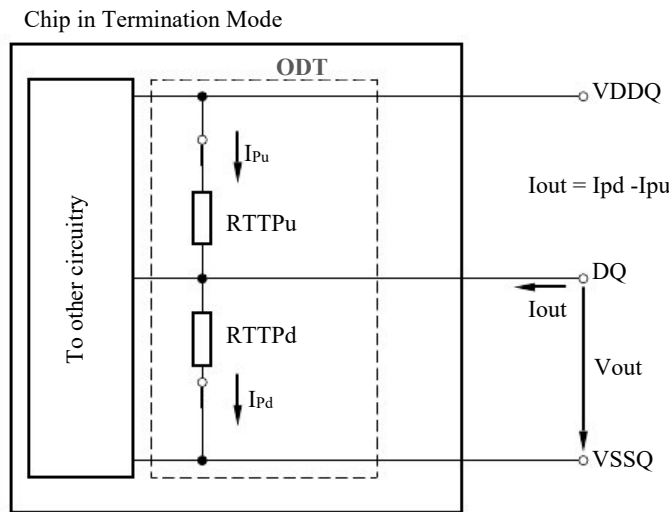 Chip in Termination Mode
ODT
VDDQ
IPu
Iout = Ipd -Ipu
RTTPu
To other circuitry
DQ
Iout
RTTPd
Vout
IPd
VSSQ